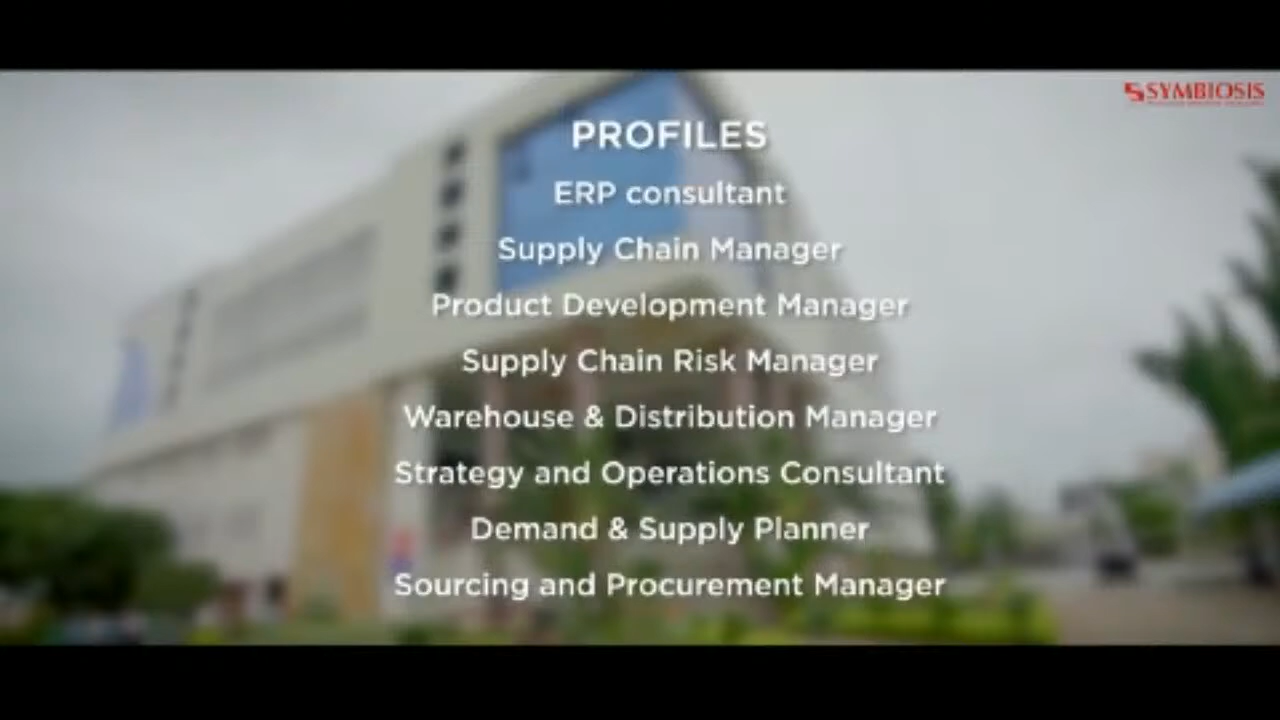 SYMBIOSIS
PROFILES
ERP consultant
Supply Chain Manager
Product Development Manager
Supply Chain Risk Manager
Warehouse & Distribution Manager
Strategy and Operations Consultant
Demand & Supply Planner
Sourcing and Procurement Manager